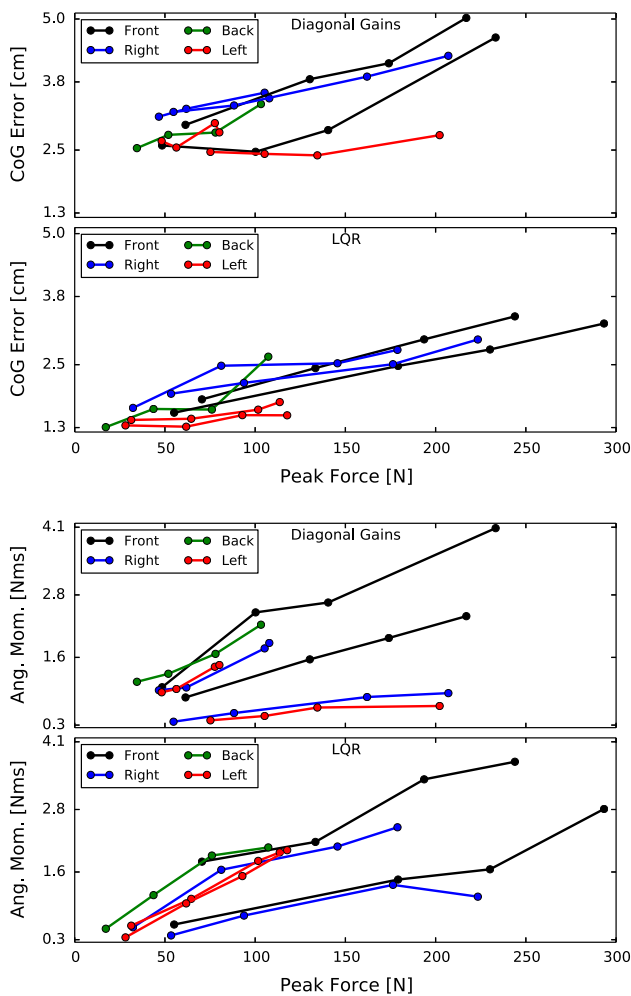 5.0
3.8
2.5
1.3
CoG Error [cm]
Diagonal Gains
Front
Back
Right
Left
5.0
3.8
2.5
1.3
CoG Error [cm]
LQR
Front
Back
Right
Left
0 50 100 150 200 250 300
Peak Force [N]
4.1
2.8
1.6
0.3
Ang. Mom. [Nms]
Diagonal Gains
Front
Back
Right
Left
4.1
2.8
1.6
0.3
Ang. Mom. [Nms]
LQR
Front
Back
Right
Left
0 50 100 150 200 250 300
Peak Force [N]